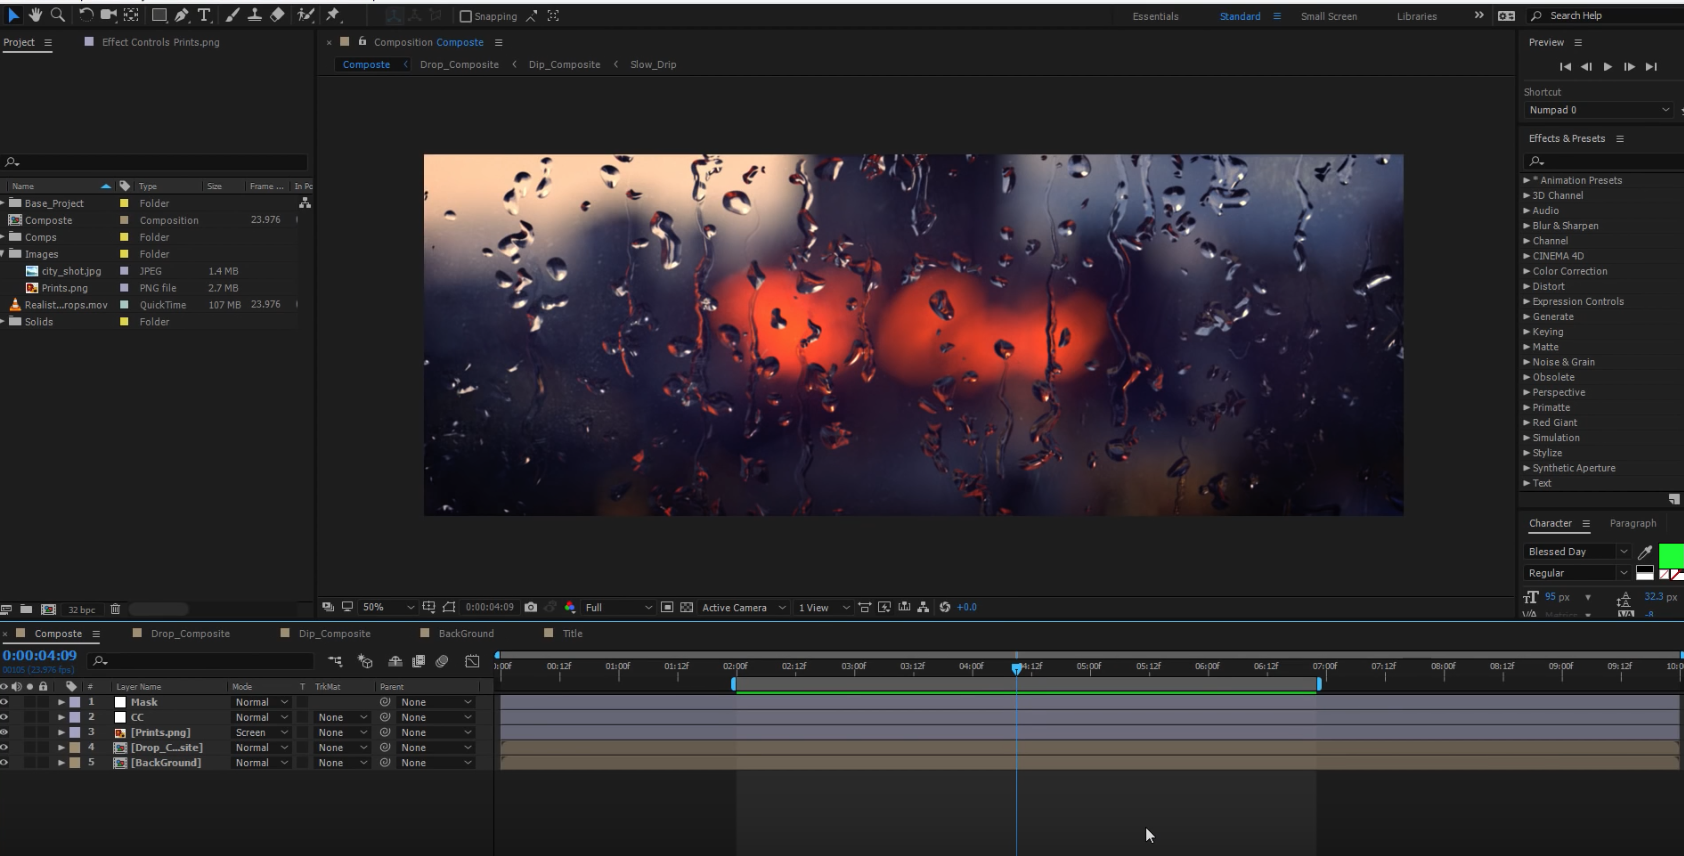 Snapping
Essentials
Standard
Small Screen
Libraries
Search Help
Project
Effect Controls Prints.png
Composition Composte
Preview
Composte
Drop_Composite
Dip_Composite
Slow_Drip
Shortcut
Numpad 0
Effects & Presets
Name Type Size Frame ... In Po
Base_Project Folder
Composte Composition 23.976
Comps Folder
Images Folder
city_shot.jpg JPEG 1.4 MB
Prints.png PNG file 2.7 MB
Realist...rops.mov QuickTime 107 MB 23.976
Solids Folder
* Animation Presets
3D Channel
Audio
Blur & Sharpen
Channel
CINEMA 4D
Color Correction
Distort
Expression Controls
Generate
Keying
Matte
Noise & Grain
Obsolete
Perspective
Primatte
Red Giant
Simulation
Stylize
Synthetic Aperture
Text
Character
Paragraph
Blessed Day
Regular
95 px
32.3 px
Metrics
-8
32 bpc
50%
0:00:04:09
Full
Active Camera
1 View
+0.0
Composte
Drop_Composite
Dip_Composite
BackGround
Title
0:00:04:09
00105 (23.976 fps)
:00f 00:12f 01:00f 01:12f 02:00f 02:12f 03:00f 03:12f 04:00f 04:12f 05:00f 05:12f 06:00f 06:12f 07:00f 07:12f 08:00f 08:12f 09:00f 09:12f 10:0
# Layer Name Mode T TrkMat Parent
1 Mask Normal None
2 CC Normal None None
3 [Prints.png] Screen None None
4 [Drop_C...site] Normal None None
5 [BackGround] Normal None None